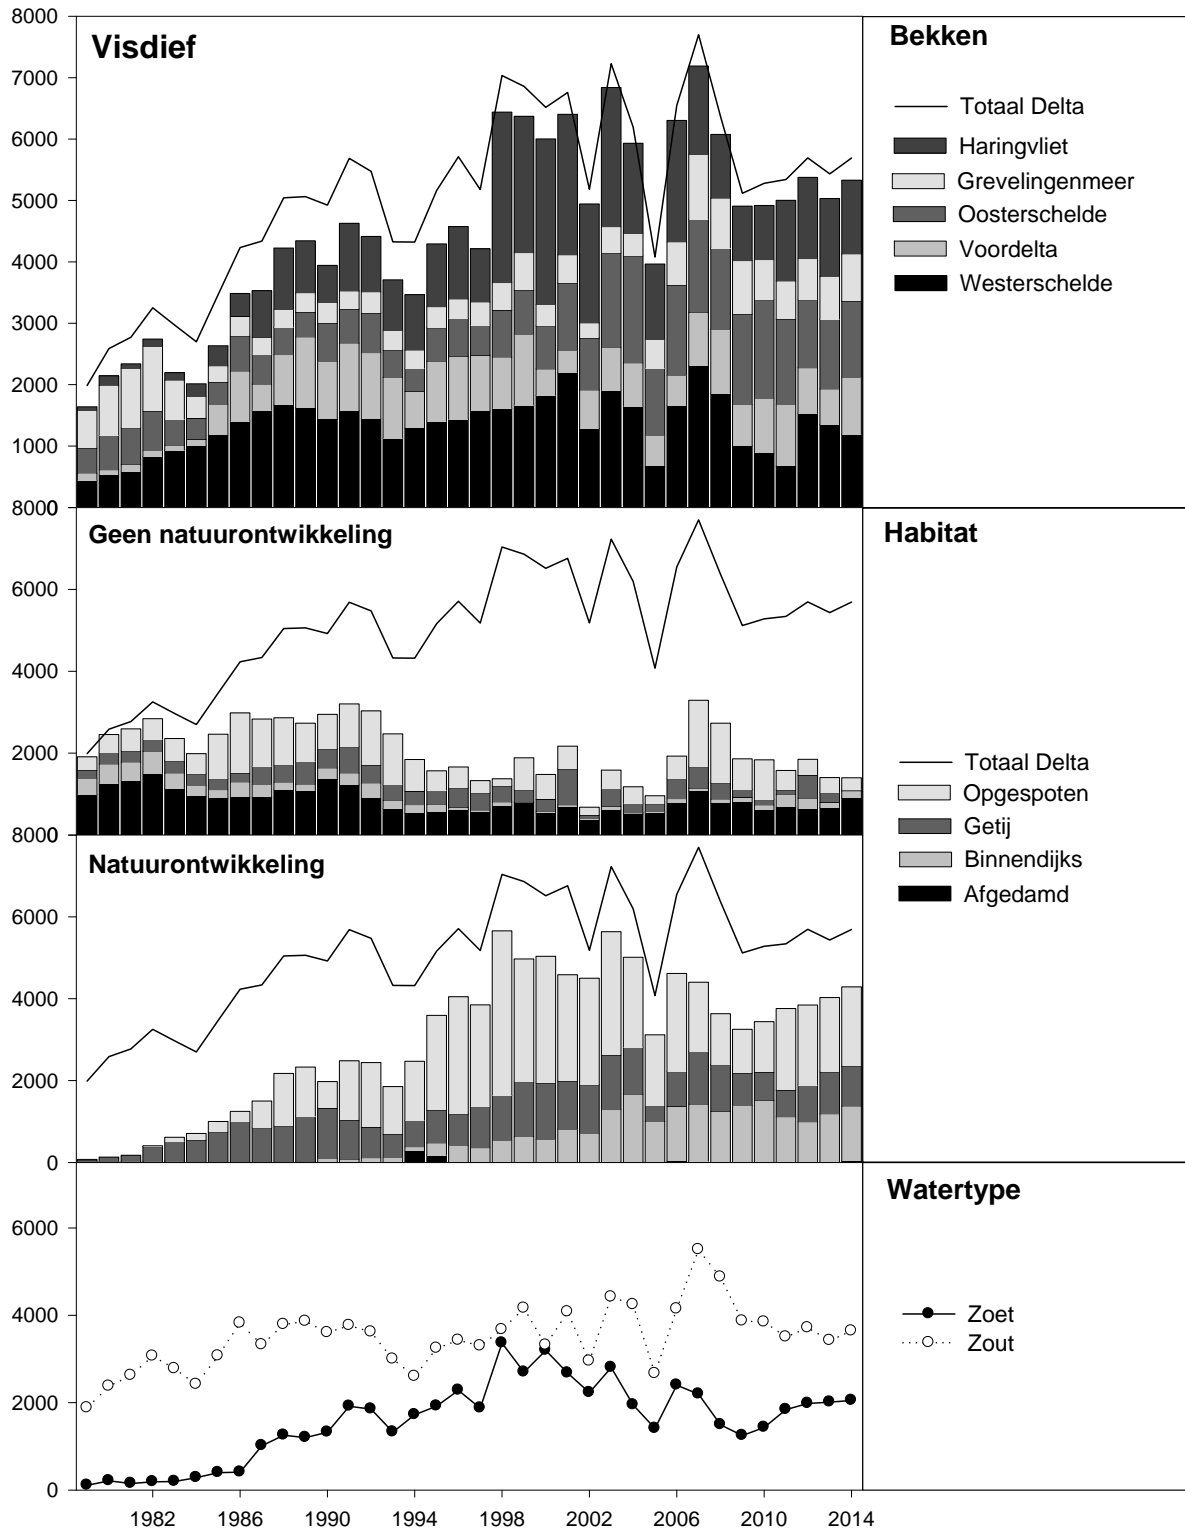 8000
Visdief
7000
6000
5000
4000
3000
2000
1000
0
Bekken
Totaal Delta
Haringvliet
Grevelingenmeer
Oosterschelde
Voordelta
Westerschelde
8000
Geen natuurontwikkeling
6000
4000
2000
0
Habitat
Totaal Delta
Opgespoten
Getij
Binnendijks
Afgedamd
8000
Natuurontwikkeling
6000
4000
2000
0
Watertype
6000
4000
2000
0
Zoet
Zout
1982 1986 1990 1994 1998 2002 2006 2010 2014